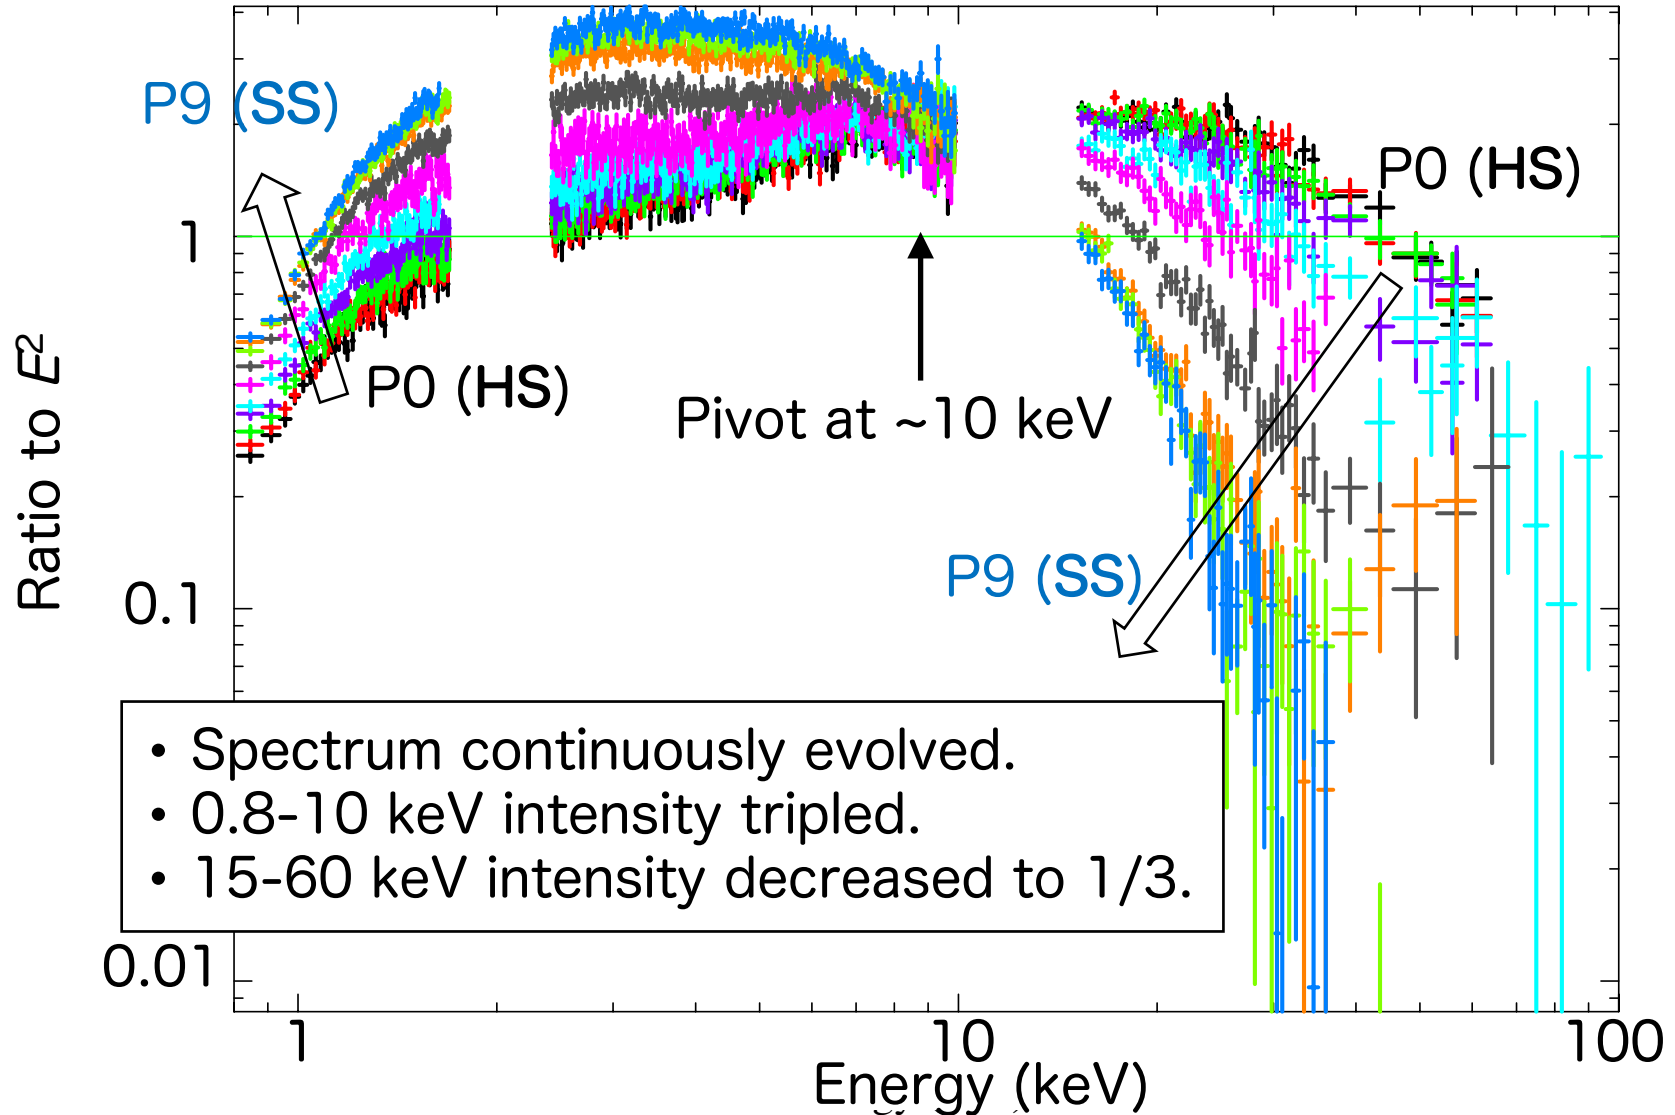 P9 (SS)
P0 (HS)
1
P0 (HS)
Pivot at ~10 keV
Ratio to E²
P9 (SS)
0.1
• Spectrum continuously evolved.
• 0.8-10 keV intensity tripled.
• 15-60 keV intensity decreased to 1/3.
0.01
1 10 100
Energy (keV)